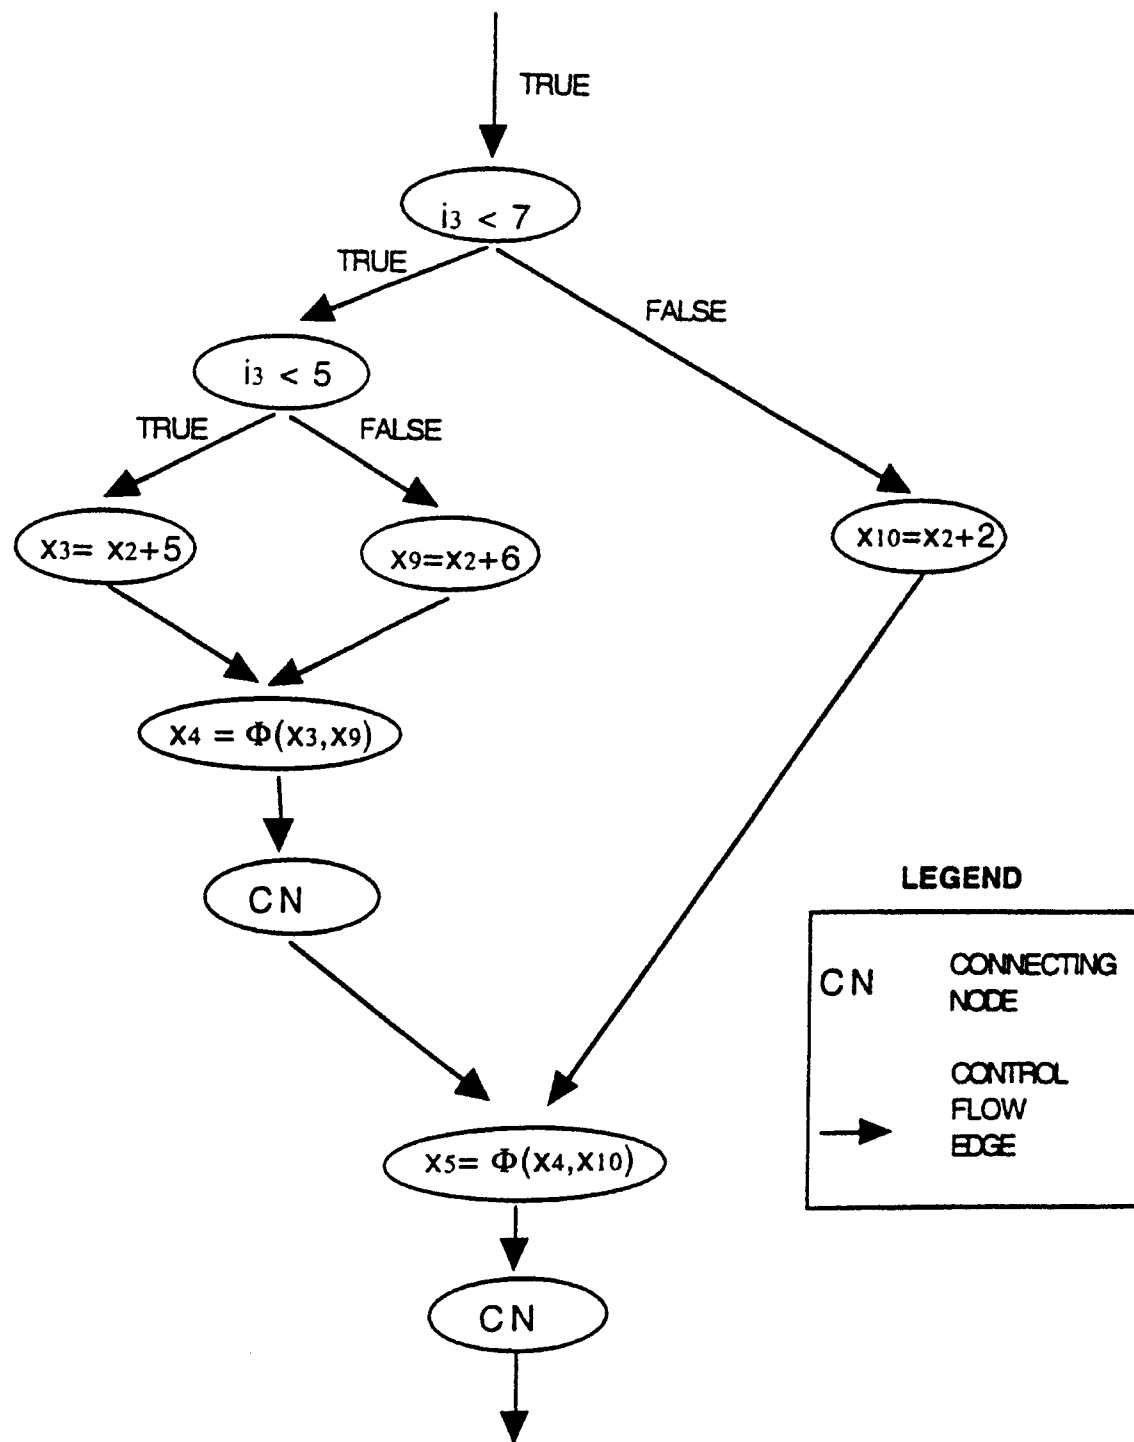 TRUE
i3 < 7
TRUE
FALSE
i3 < 5
TRUE
FALSE
x3= x2+5
x9=x2+6
x10=x2+2
x4 = Φ(x3,x9)
CN
LEGEND
CN CONNECTING
NODE
CONTROL
FLOW
EDGE
x5= Φ(x4,x10)
CN